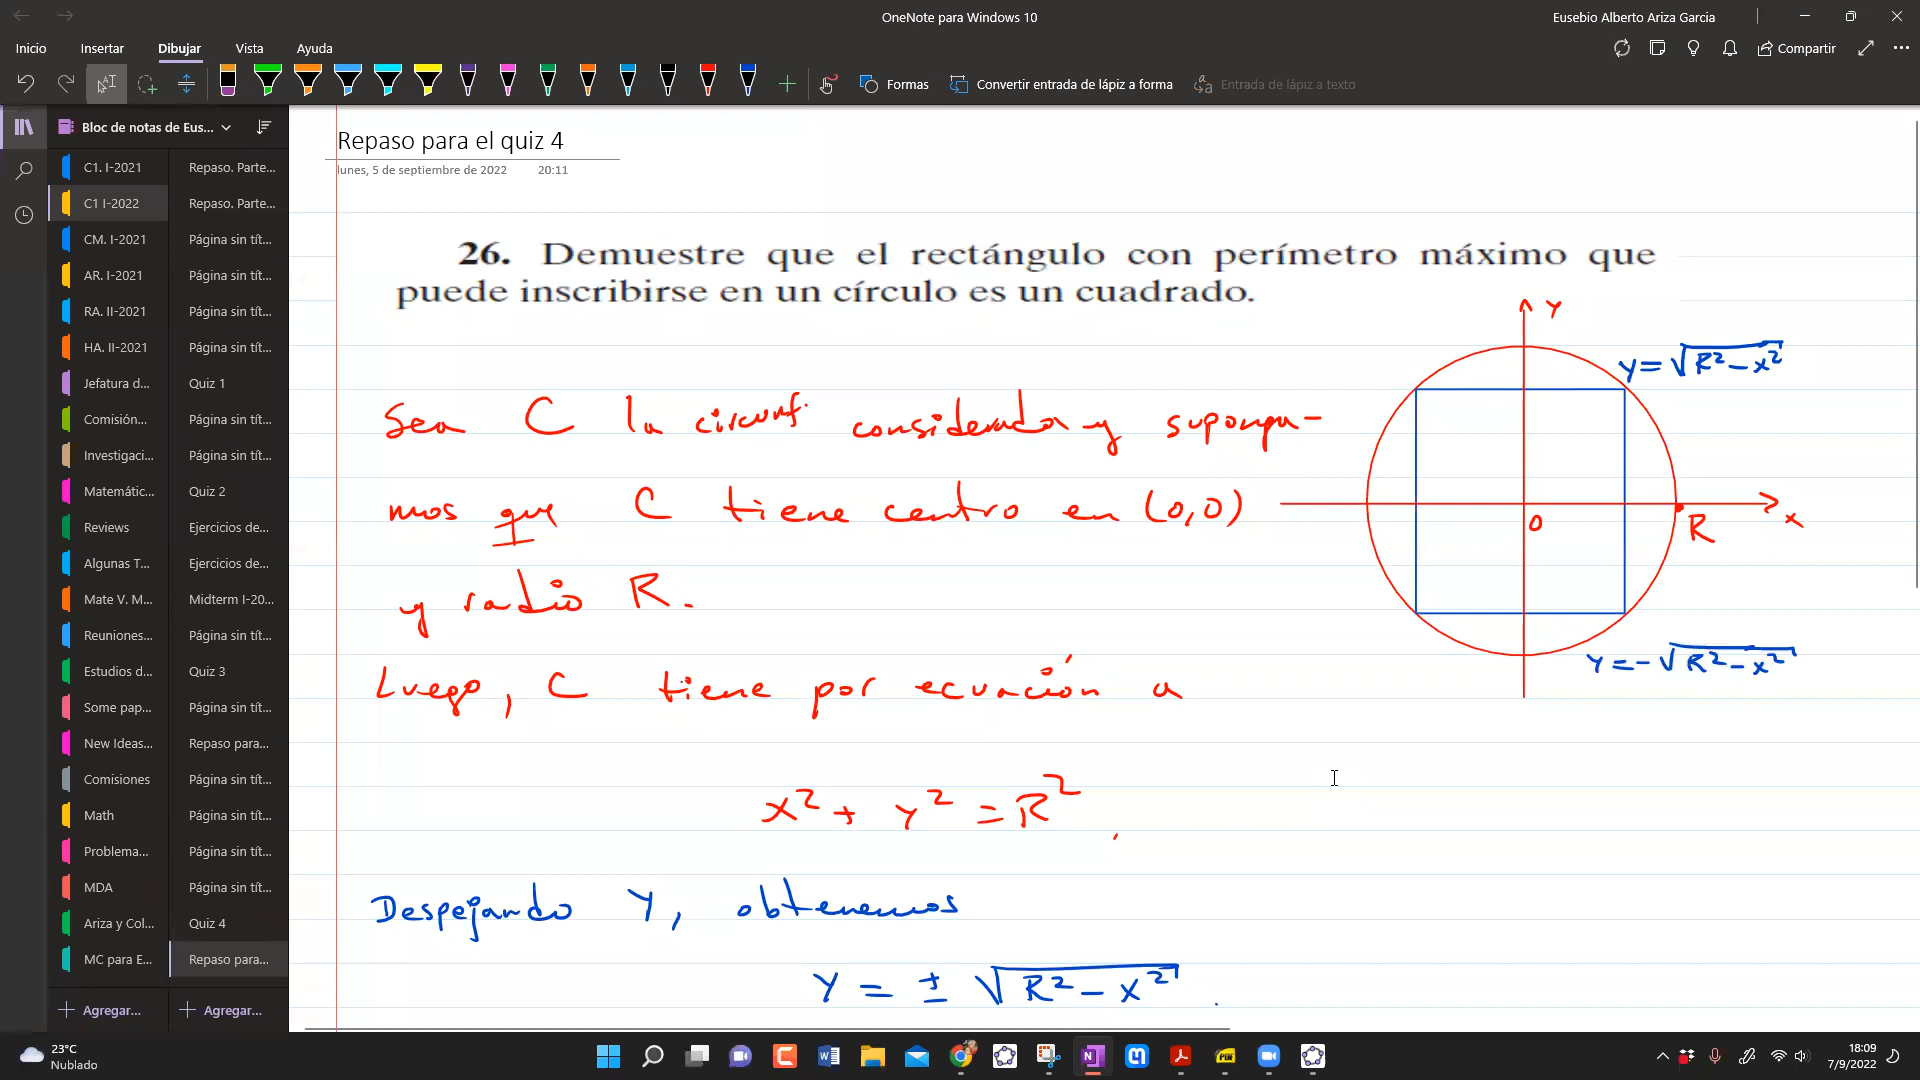 OneNote para Windows 10
Eusebio Alberto Ariza Garcia
Inicio Insertar Dibujar Vista Ayuda
Compartir
Formas Convertir entrada de lápiz a forma Entrada de lápiz a texto
Bloc de notas de Eus...
C1. I-2021 Repaso. Parte...
C1 I-2022 Repaso. Parte...
CM. I-2021 Página sin tít...
AR. I-2021 Página sin tít...
RA. II-2021 Página sin tít...
HA. II-2021 Página sin tít...
Jefatura d... Quiz 1
Comisión... Página sin tít...
Investigaci... Página sin tít...
Matemátic... Quiz 2
Reviews Ejercicios de...
Algunas T... Ejercicios de...
Mate V. M... Midterm I-20...
Reuniones... Página sin tít...
Estudios d... Quiz 3
Some pap... Página sin tít...
New Ideas... Repaso para...
Comisiones Página sin tít...
Math Página sin tít...
Problema... Página sin tít...
MDA Página sin tít...
Ariza y Col... Quiz 4
MC para E... Repaso para...
Agregar... Agregar...
Repaso para el quiz 4
lunes, 5 de septiembre de 2022 20:11
26. Demuestre que el rectángulo con perímetro máximo que
puede inscribirse en un círculo es un cuadrado.
Sea C la circunf. considerada y suponga-
mos que C tiene centro en (0,0)
y radio R.
Luego, C tiene por ecuación a
x² + y² = R².
Despejando y, obtenemos
y = ± √(R² - x²).
y
y = √(R² - x²)
0
R
x
y = -√(R² - x²)
23°C
Nublado
18:09
7/9/2022